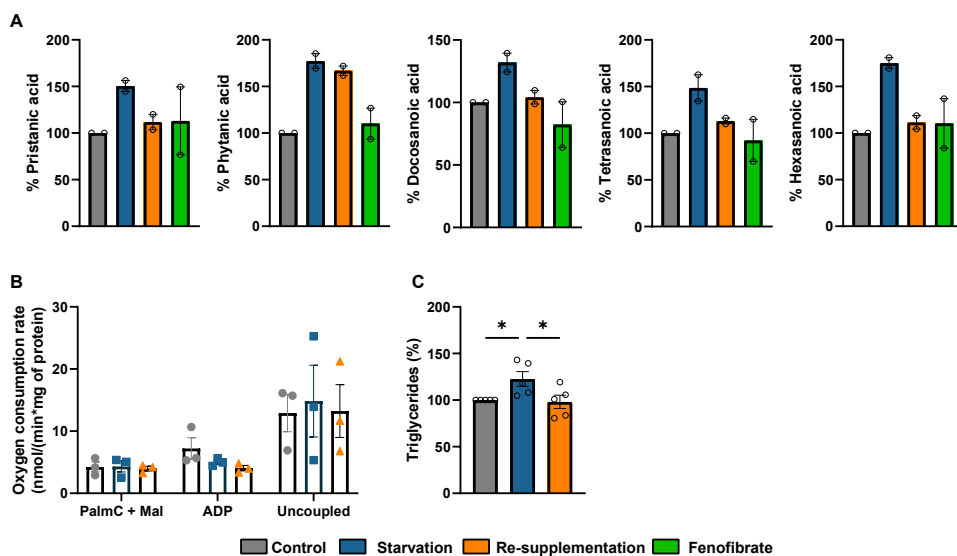 A
% Pristanic acid
200
150
100
50
0
% Phytanic acid
200
150
100
50
0
% Docosanoic acid
150
100
50
0
% Tetrasanoic acid
200
150
100
50
0
% Hexasanoic acid
200
150
100
50
0
B
Oxygen consumption rate
(nmol/(min*mg of protein)
30
20
10
0
PalmC + Mal
ADP
Uncoupled
C
Triglycerides (%)
200
150
100
50
0
* *
Control Starvation Re-supplementation Fenofibrate